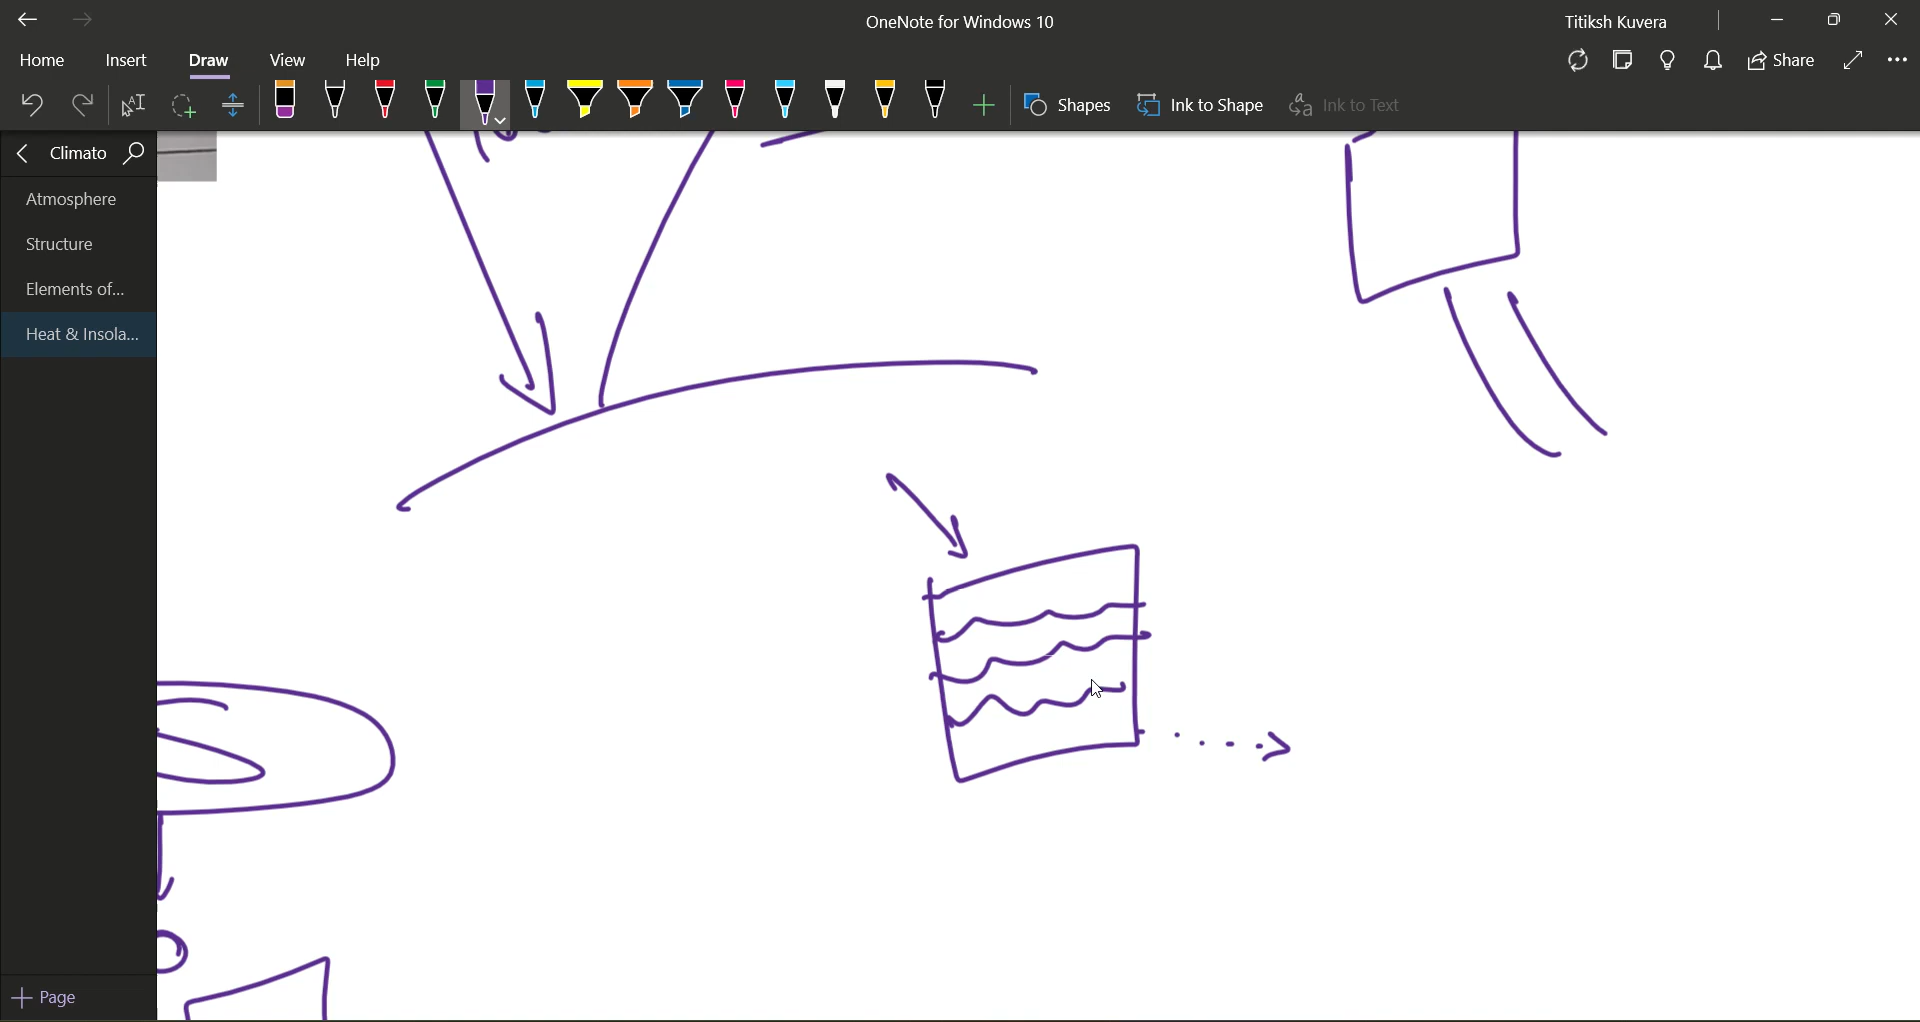 OneNote for Windows 10
Titiksh Kuvera
Home Insert Draw View Help
Share
Shapes Ink to Shape Ink to Text
Climato
Atmosphere
Structure
Elements of...
Heat & Insola...
Page